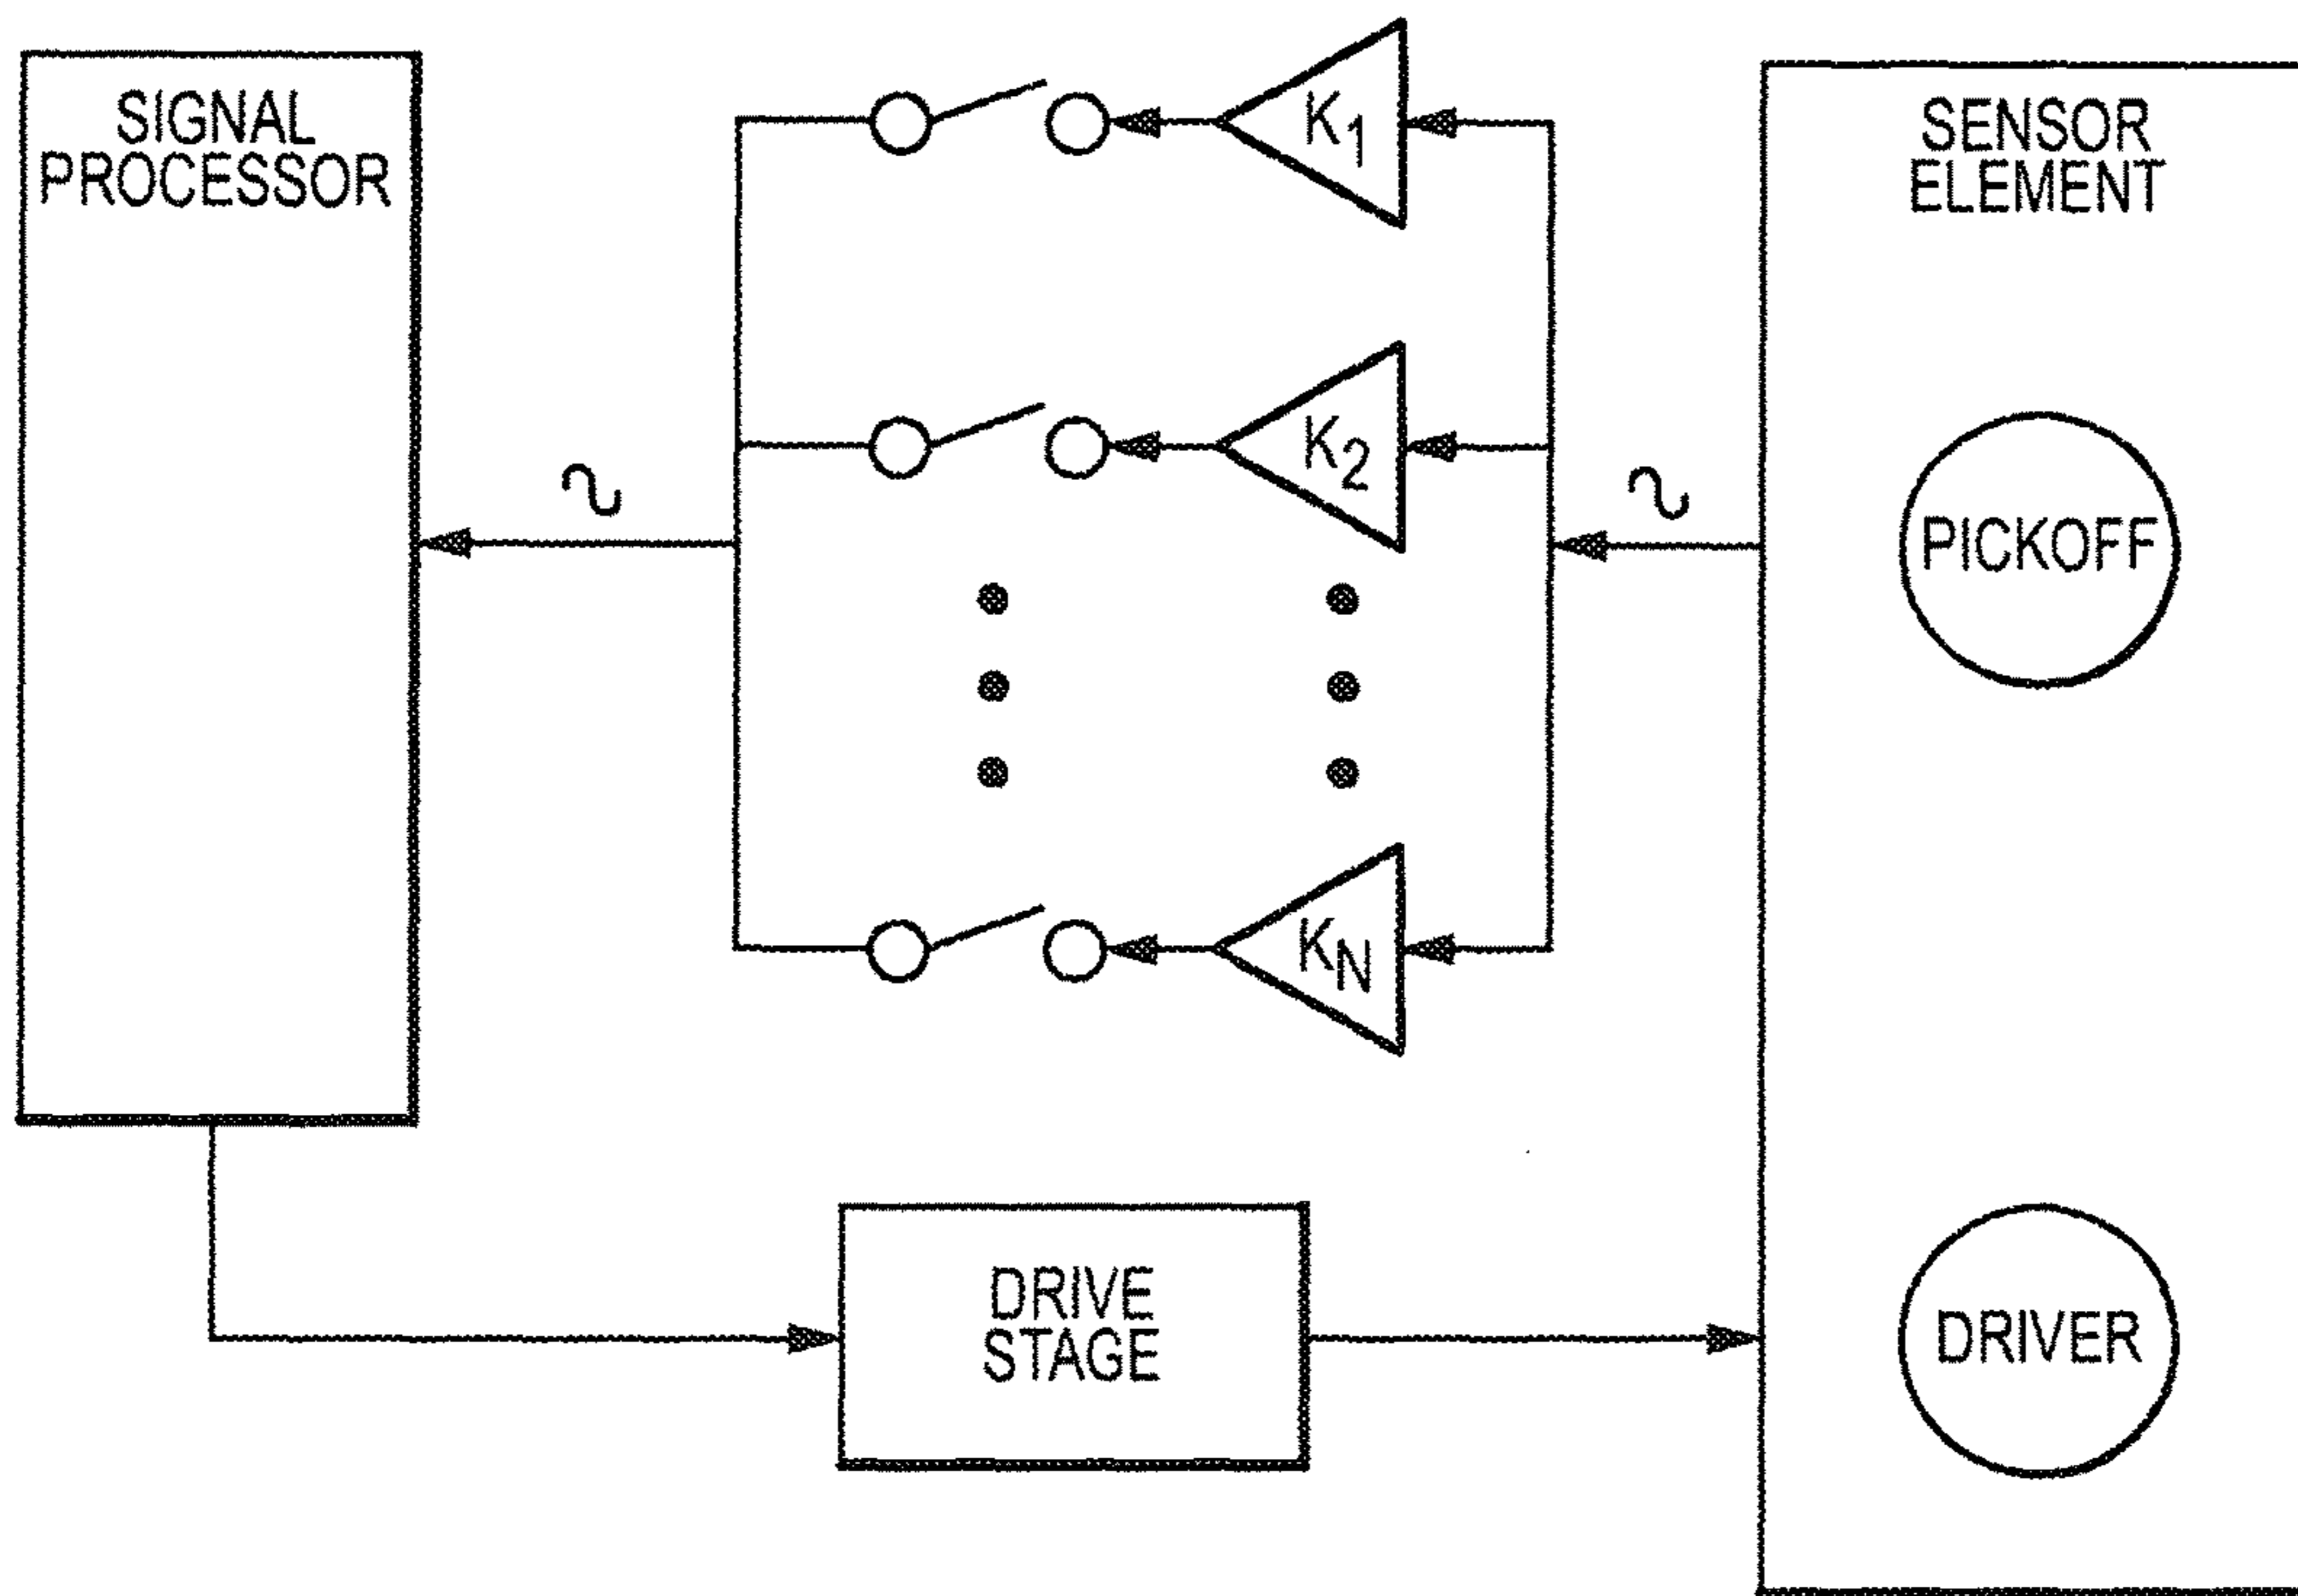 SIGNAL
PROCESSOR
K1
K2
KN
SENSOR
ELEMENT
PICKOFF
DRIVER
DRIVE
STAGE